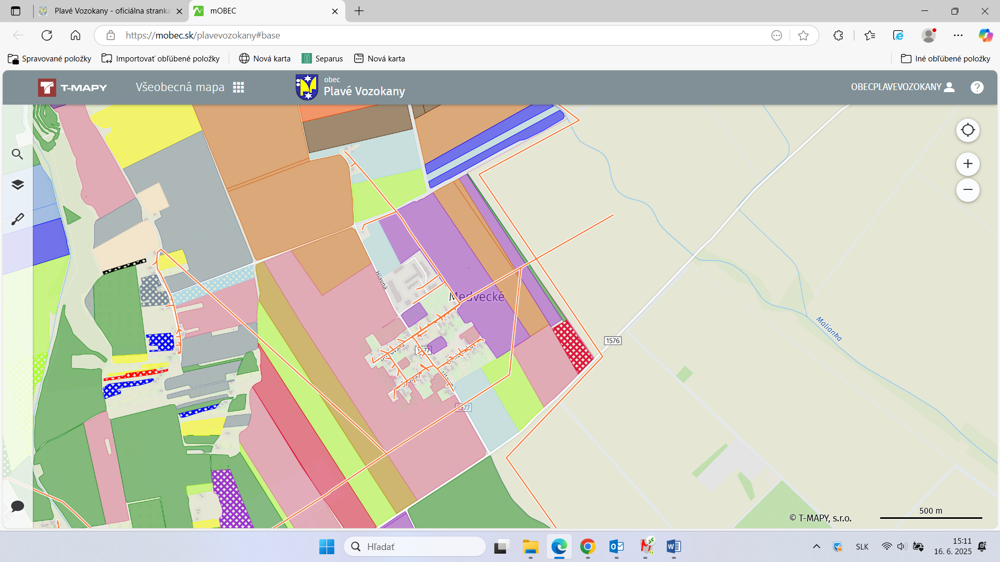 Plavé Vozokany - oficiálna stranka
mOBEC
https://mobec.sk/plavevozokany#base
Spravované položky
Importovať obľúbené položky
Nová karta
Separus
Nová karta
Iné obľúbené položky
T-MAPY
Všeobecná mapa
obec
Plavé Vozokany
OBECPLAVEVOZOKANY
?
Hlavná
Medvecké
1576
Malianka
1577
Hlavná
1577
500 m
© T-MAPY, s.r.o.
Hľadať
SLK
15:11
16. 6. 2025